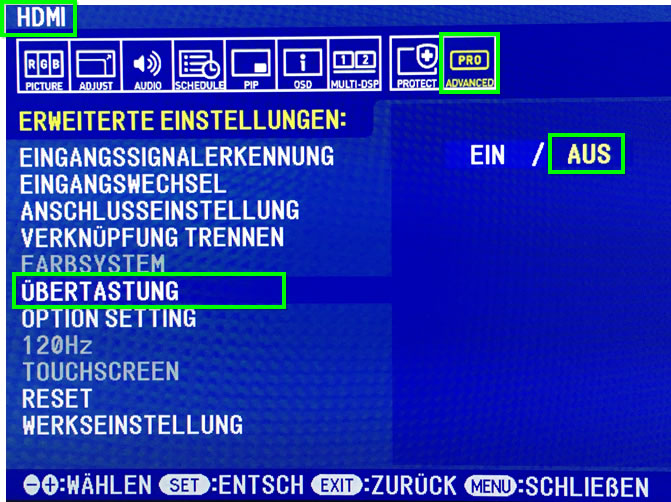 HDMI
RGB 1 2 PRO
PICTURE ADJUST AUDIO SCHEDULE PIP OSD MULTI-DSP PROTECT ADVANCED
ERWEITERTE EINSTELLUNGEN:
EINGANGSSIGNALERKENNUNG EIN / AUS
EINGANGSWECHSEL
ANSCHLUSSEINSTELLUNG
VERKNÜPFUNG TRENNEN
FARBSYSTEM
ÜBERTASTUNG
OPTION SETTING
120Hz
TOUCHSCREEN
RESET
WERKSEINSTELLUNG
:WÄHLEN SET:ENTSCH EXIT:ZURÜCK MENU:SCHLIEßEN